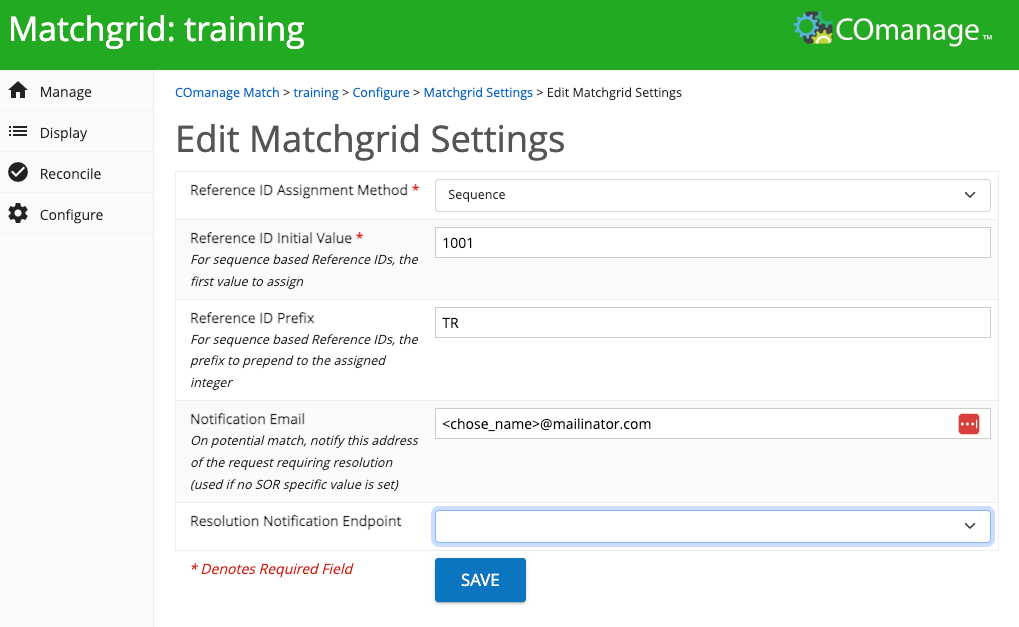 Matchgrid: training
COmanage ™
Manage
Display
Reconcile
Configure
COmanage Match > training > Configure > Matchgrid Settings > Edit Matchgrid Settings
Edit Matchgrid Settings
Reference ID Assignment Method *
Sequence
Reference ID Initial Value *
For sequence based Reference IDs, the
first value to assign
1001
Reference ID Prefix
For sequence based Reference IDs, the
prefix to prepend to the assigned
integer
TR
Notification Email
On potential match, notify this address
of the request requiring resolution
(used if no SOR specific value is set)
<chose_name>@mailinator.com
Resolution Notification Endpoint
* Denotes Required Field
SAVE